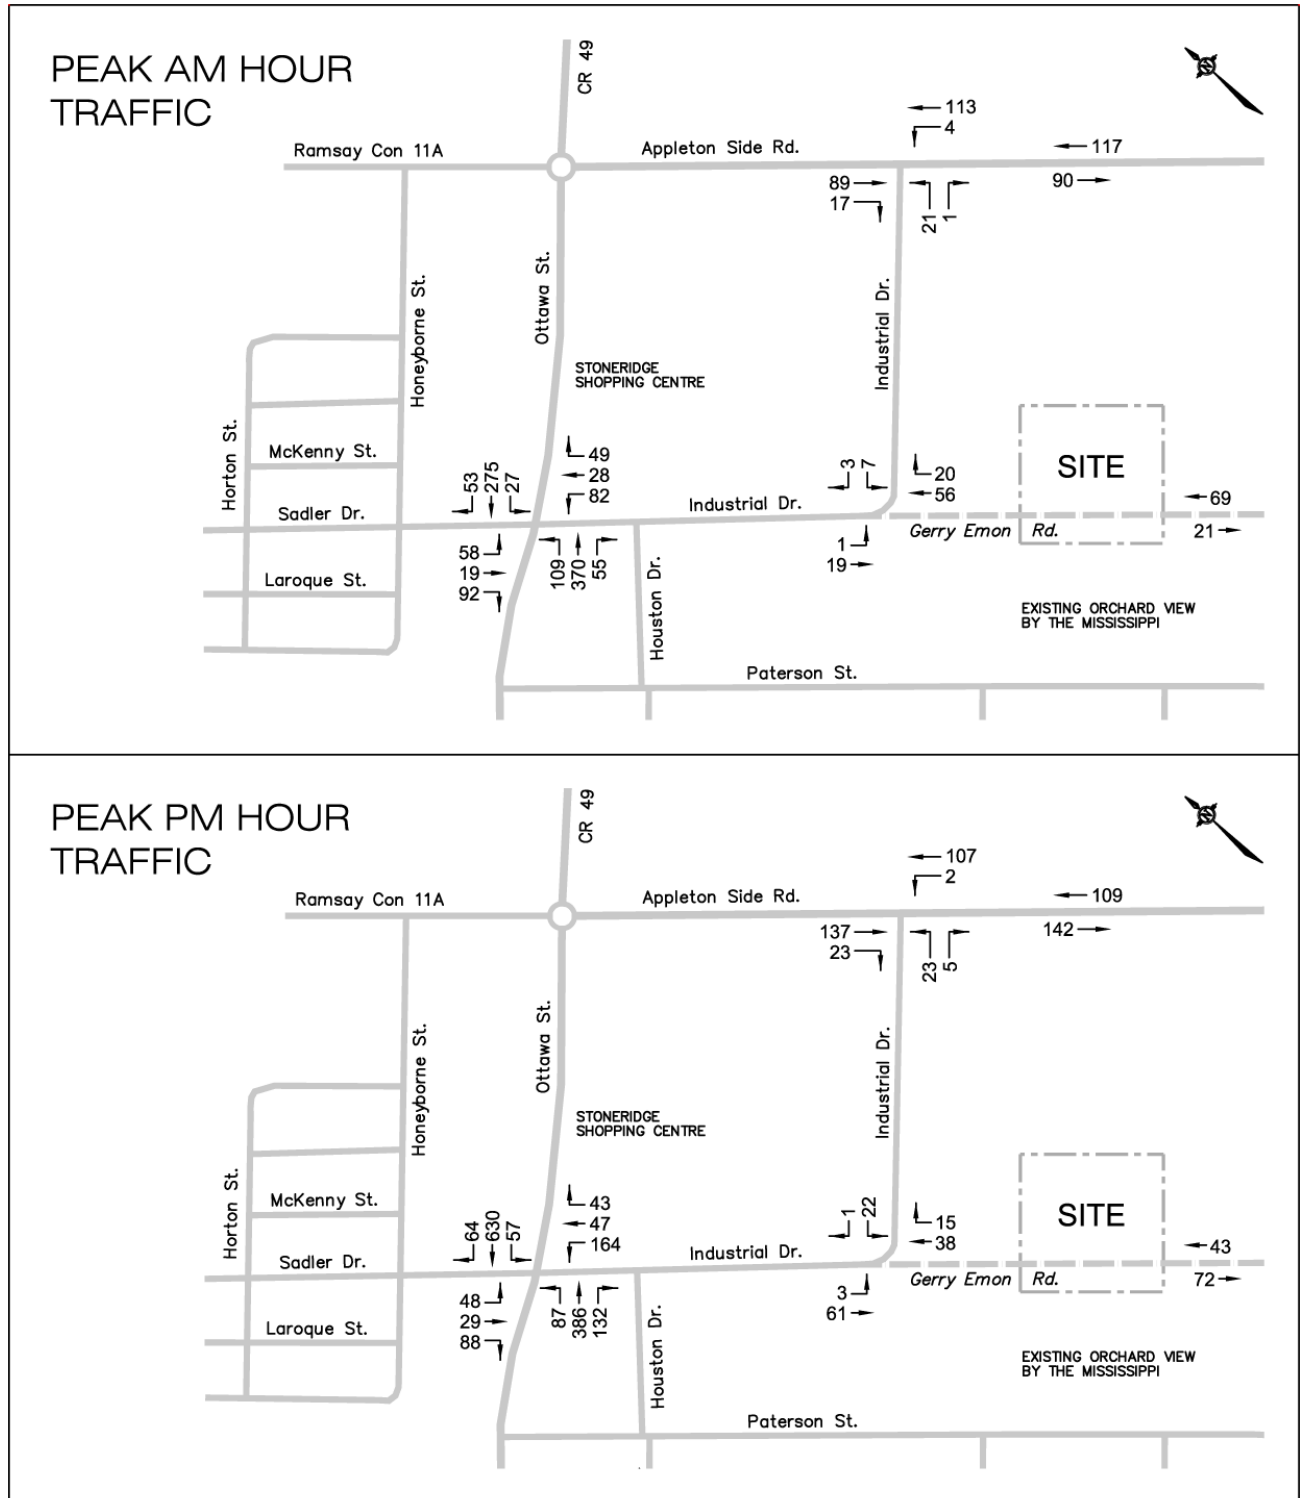 PEAK AM HOUR
TRAFFIC
CR 49
113
4
Ramsay Con 11A
Appleton Side Rd.
117
89
90
17
21
1
Honeyborne St.
Ottawa St.
Industrial Dr.
STONERIDGE
SHOPPING CENTRE
Horton St.
McKenny St.
49
53
275
27
28
82
3
7
20
56
SITE
69
Sadler Dr.
Industrial Dr.
Gerry Emon Rd.
21
58
19
92
109
370
55
1
19
Laroque St.
Houston Dr.
EXISTING ORCHARD VIEW
BY THE MISSISSIPPI
Paterson St.
PEAK PM HOUR
TRAFFIC
CR 49
107
2
Ramsay Con 11A
Appleton Side Rd.
109
137
142
23
23
5
Honeyborne St.
Ottawa St.
Industrial Dr.
STONERIDGE
SHOPPING CENTRE
Horton St.
McKenny St.
43
64
630
57
47
164
1
22
15
38
SITE
43
Sadler Dr.
Industrial Dr.
Gerry Emon Rd.
72
48
29
88
87
386
132
3
61
Laroque St.
Houston Dr.
EXISTING ORCHARD VIEW
BY THE MISSISSIPPI
Paterson St.